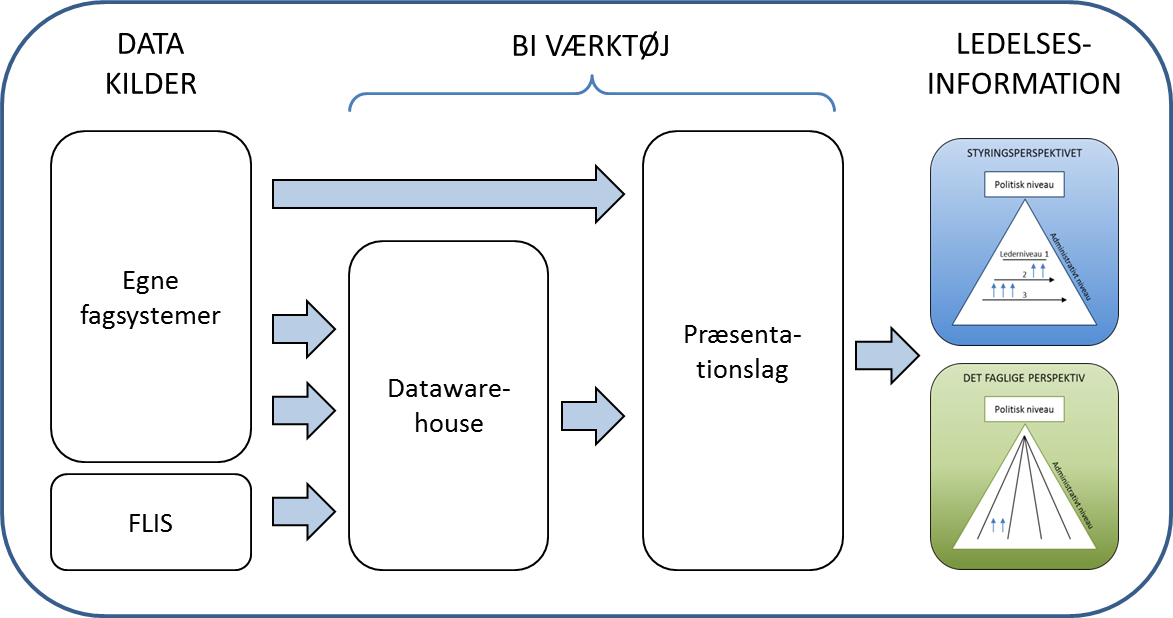 DATA
KILDER
BI VÆRKTØJ
LEDELSES-
INFORMATION
Egne
fagsystemer
FLIS
Dataware-
house
Præsenta-
tionslag
STYRINGSPERSPEKTIVET
Politisk niveau
Administrativt niveau
Lederniveau 1
2
3
DET FAGLIGE PERSPEKTIV
Politisk niveau
Administrativt niveau